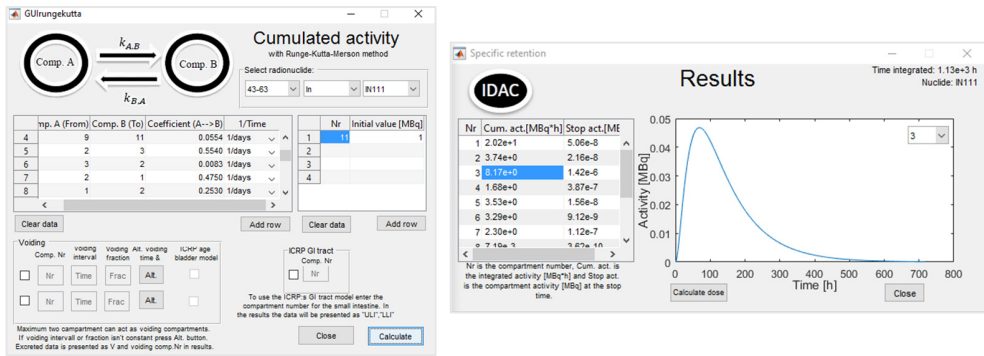 GUIrungekutta
Cumulated activity
with Runge-Kutta-Merson method
k_{A.B}
Comp. A
Comp. B
k_{B.A}
Select radionuclide:
43-63 In IN111
mp. A (From) Comp. B (To) Coefficient (A-->B) 1/Time
4 9 11 0.0554 1/days
5 2 3 0.5540 1/days
6 3 2 0.0083 1/days
7 2 1 0.4750 1/days
8 1 2 0.2530 1/days
Nr Initial value [MBq]
1 11 1
2
3
4
Clear data
Add row
Clear data
Add row
Voiding
Comp. Nr
voiding interval
Voiding fraction
Alt. voiding time &
ICRP age bladder model
Nr Time Frac Alt.
Nr Time Frac Alt.
ICRP GI tract
Comp. Nr
Nr
To use the ICRP:s GI tract model enter the
compartment number for the small intestine. In
the results the data will be presented as "ULI","LLI"
Maximum two compartment can act as voiding compartments.
If voiding intervall or fraction isn't constant press Alt. button.
Excreted data is presented as V and voiding comp.Nr in results.
Close
Calculate
Specific retention
IDAC
Results
Time integrated: 1.13e+3 h
Nuclide: IN111
Nr Cum. act.[MBq*h] Stop act.[ME
1 2.02e+1 5.06e-8
2 3.74e+0 2.16e-8
3 8.17e+0 1.42e-6
4 1.68e+0 3.87e-7
5 3.53e+0 1.56e-8
6 3.29e+0 9.12e-9
7 2.30e+0 1.12e-7
8 7.19e-3 3.62e-10
Nr is the compartment number, Cum. act. is
the integrated activity [MBq*h] and Stop act.
is the compartment activity [MBq] at the stop
time.
3
Activity [MBq]
0.05
0.04
0.03
0.02
0.01
0
0 100 200 300 400 500 600 700 800
Time [h]
Calculate dose
Close